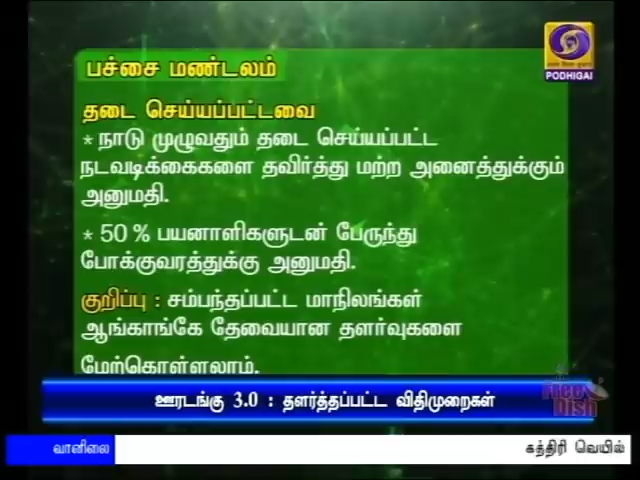 பச்சை மண்டலம்
PODHIGAI
தடை செய்யப்பட்டவை
* நாடு முழுவதும் தடை செய்யப்பட்ட
நடவடிக்கைகளை தவிர்த்து மற்ற அனைத்துக்கும்
அனுமதி.
* 50 % பயனாளிகளுடன் பேருந்து
போக்குவரத்துக்கு அனுமதி.
குறிப்பு : சம்பந்தப்பட்ட மாநிலங்கள்
ஆங்காங்கே தேவையான தளர்வுகளை
மேற்கொள்ளலாம்.
Free
Dish
ஊரடங்கு 3.0 : தளர்த்தப்பட்ட விதிமுறைகள்
வானிலை
கத்திரி வெயில்